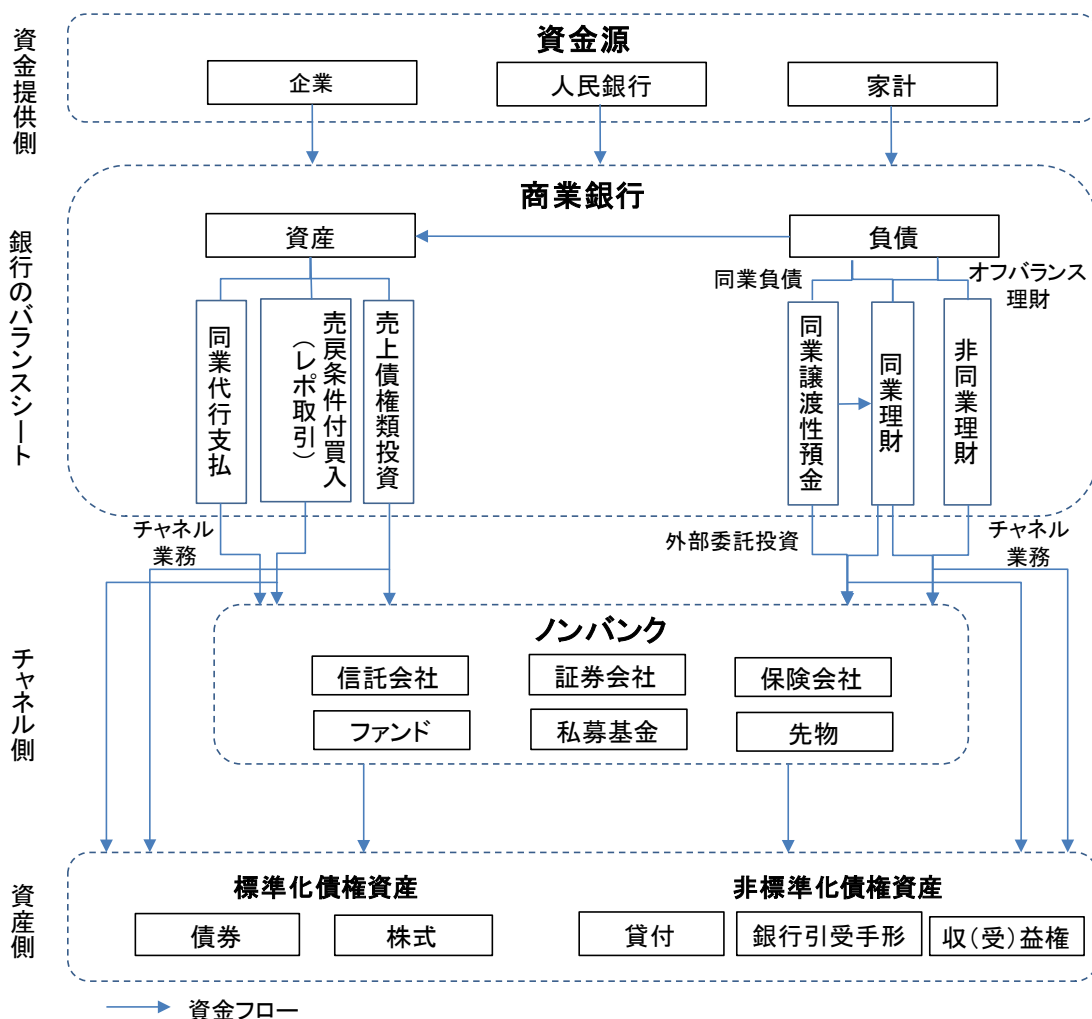 資金提供側
資金源
企業
人民銀行
家計
銀行のバランスシート
商業銀行
資産
負債
同業負債
オフバランス
理財
同業代行支払
売戻条件付買入
(レポ取引)
売上債権類投資
同業譲渡性預金
同業理財
非同業理財
チャネル
業務
外部委託投資
チャネル
業務
チャネル側
ノンバンク
信託会社
証券会社
保険会社
ファンド
私募基金
先物
資産側
標準化債権資産
非標準化債権資産
債券
株式
貸付
銀行引受手形
収(受)益権
資金フロー